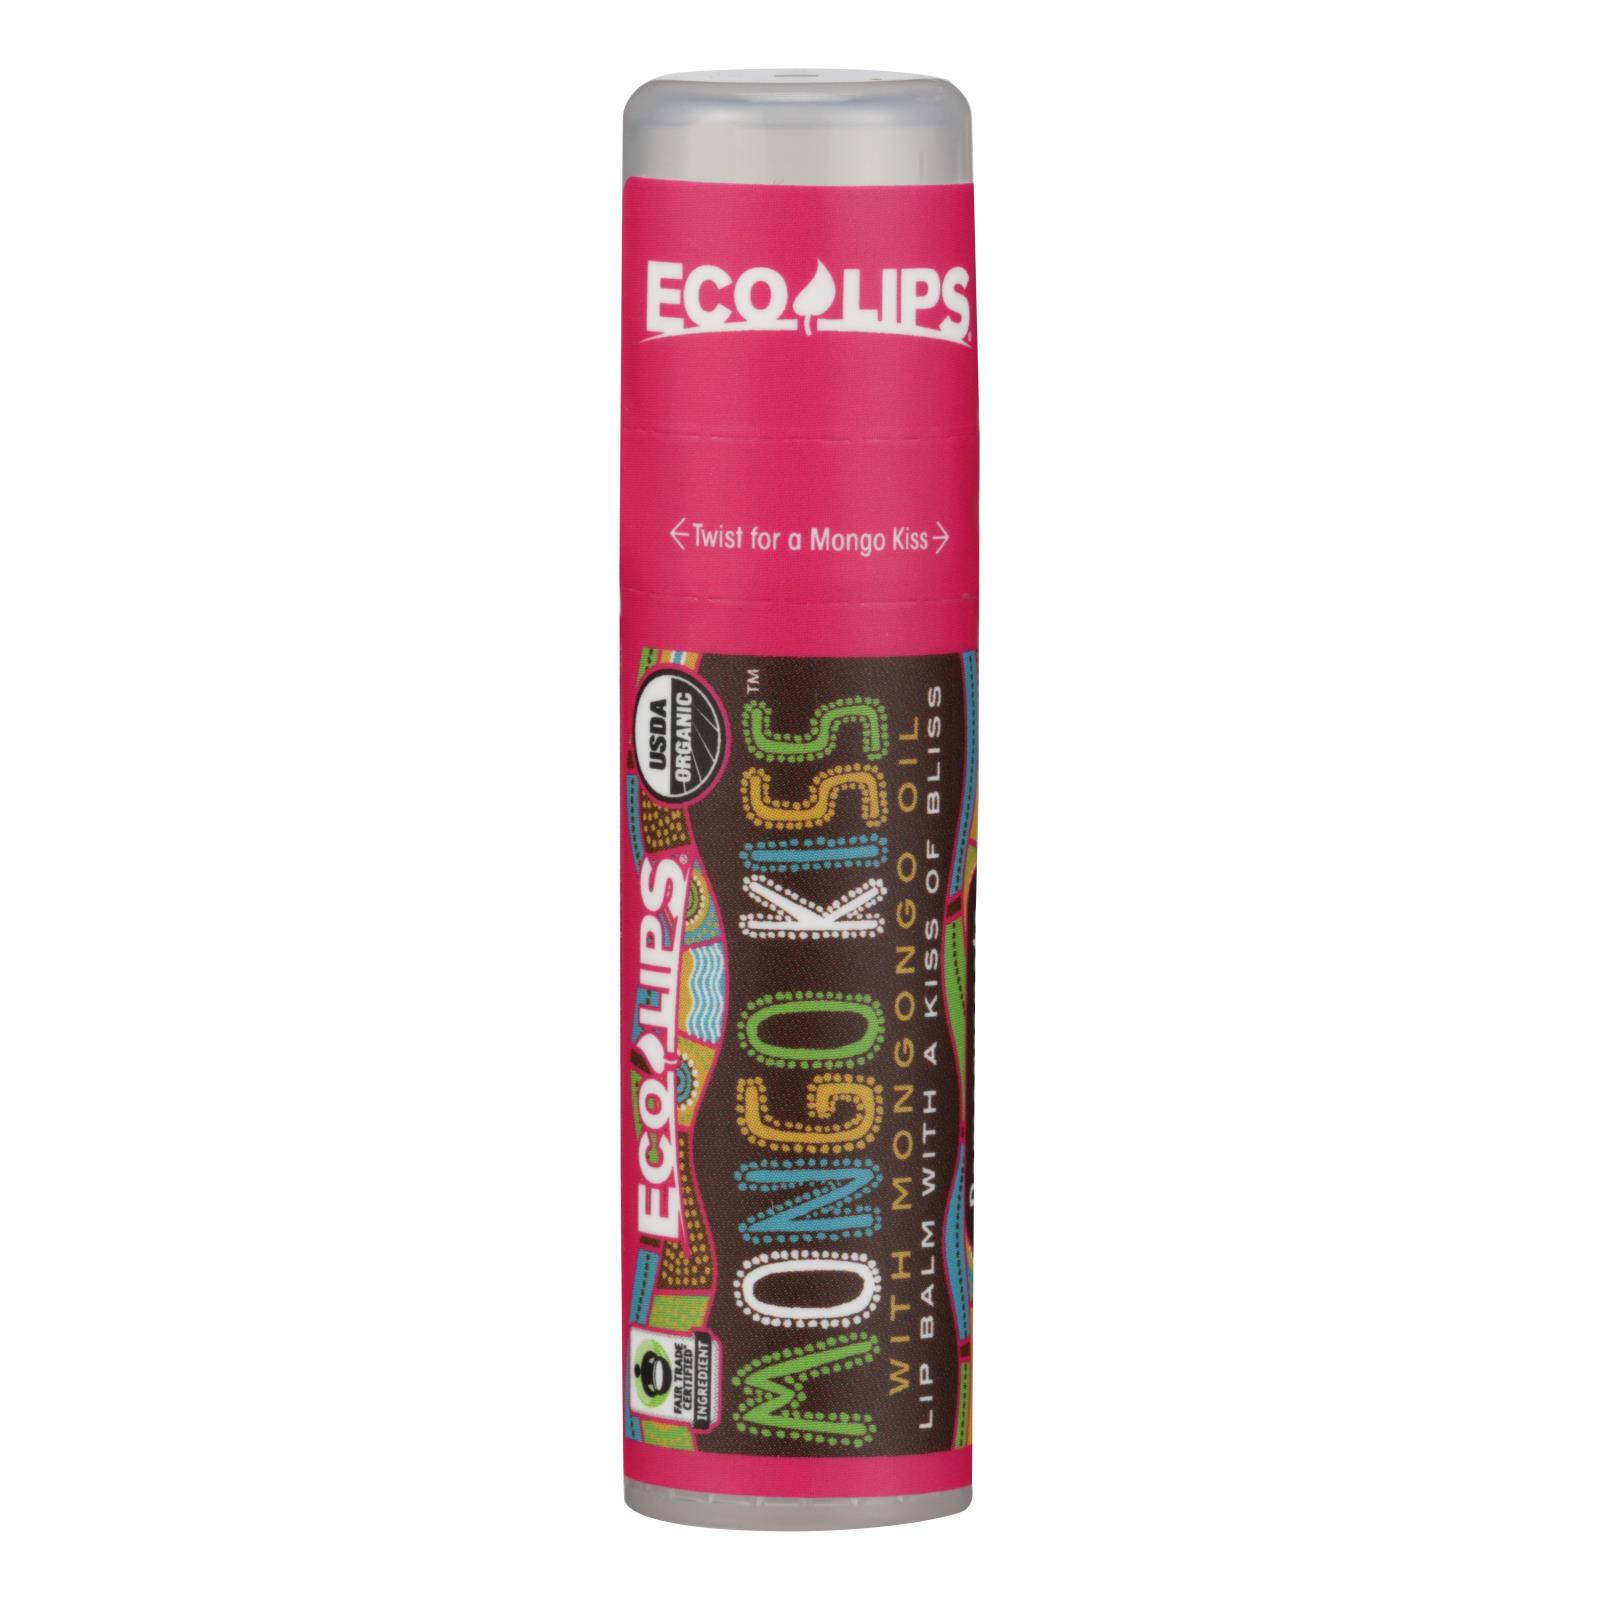 ECO LIPS®
Twist for a Mongo Kiss
USDA
ORGANIC
ECO LIPS®
FAIR TRADE
CERTIFIED™
INGREDIENT
MONGO KISS™
WITH MONGONGO OIL
LIP BALM WITH A KISS OF BLISS